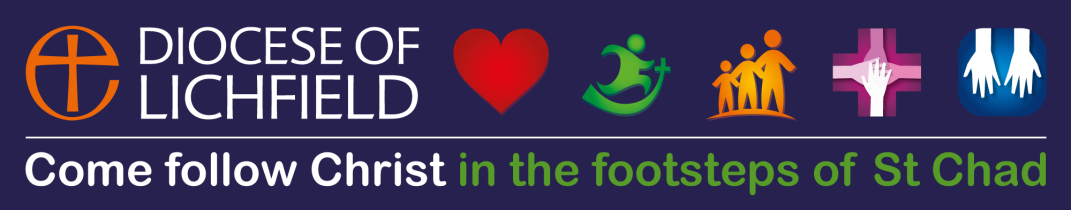 DIOCESE OF
LICHFIELD
Come follow Christ in the footsteps of St Chad